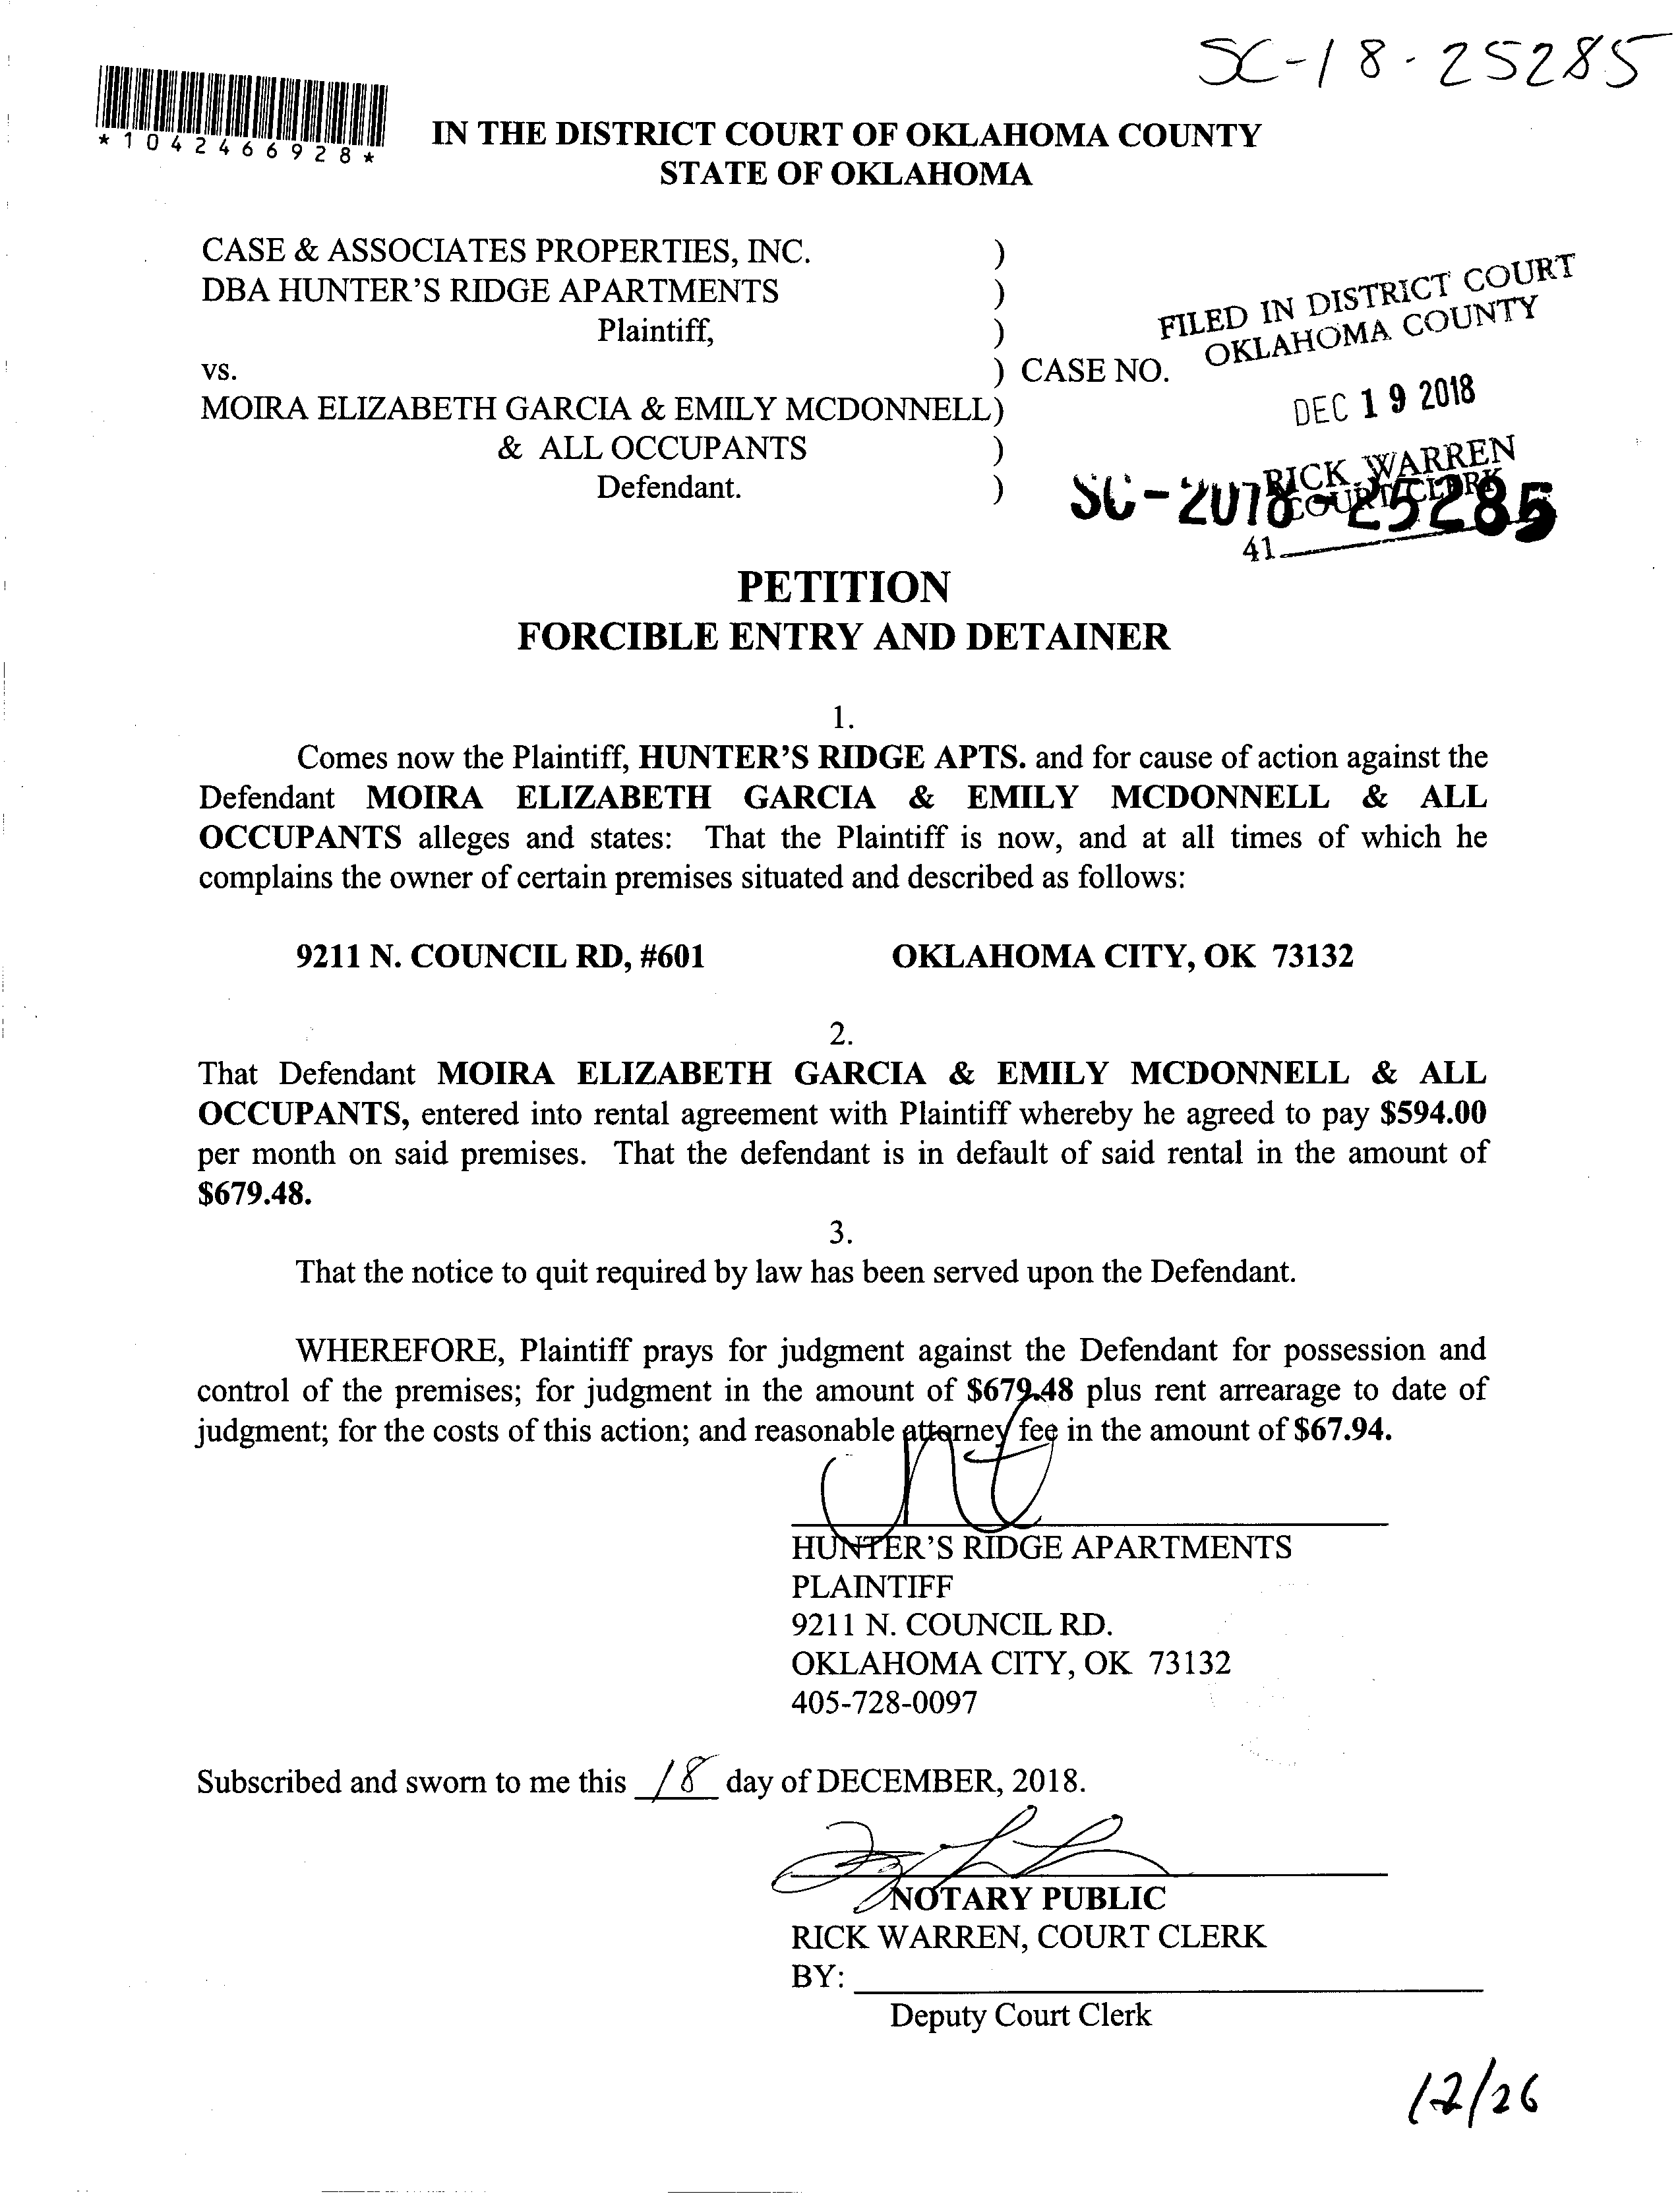 SC-18-25285
*1042466928*
IN THE DISTRICT COURT OF OKLAHOMA COUNTY
STATE OF OKLAHOMA
CASE & ASSOCIATES PROPERTIES, INC. )
DBA HUNTER'S RIDGE APARTMENTS )
Plaintiff, )
vs. ) CASE NO.
MOIRA ELIZABETH GARCIA & EMILY MCDONNELL)
& ALL OCCUPANTS )
Defendant. )
FILED IN DISTRICT COURT
OKLAHOMA COUNTY
DEC 19 2018
RICK WARREN
COURT CLERK
SC-2018-25285
41
PETITION
FORCIBLE ENTRY AND DETAINER
1.
Comes now the Plaintiff, HUNTER'S RIDGE APTS. and for cause of action against the
Defendant MOIRA ELIZABETH GARCIA & EMILY MCDONNELL & ALL
OCCUPANTS alleges and states: That the Plaintiff is now, and at all times of which he
complains the owner of certain premises situated and described as follows:
9211 N. COUNCIL RD, #601 OKLAHOMA CITY, OK 73132
2.
That Defendant MOIRA ELIZABETH GARCIA & EMILY MCDONNELL & ALL
OCCUPANTS, entered into rental agreement with Plaintiff whereby he agreed to pay $594.00
per month on said premises. That the defendant is in default of said rental in the amount of
$679.48.
3.
That the notice to quit required by law has been served upon the Defendant.
WHEREFORE, Plaintiff prays for judgment against the Defendant for possession and
control of the premises; for judgment in the amount of $679.48 plus rent arrearage to date of
judgment; for the costs of this action; and reasonable attorney fee in the amount of $67.94.
HUNTER'S RIDGE APARTMENTS
PLAINTIFF
9211 N. COUNCIL RD.
OKLAHOMA CITY, OK 73132
405-728-0097
Subscribed and sworn to me this 18 day of DECEMBER, 2018.
NOTARY PUBLIC
RICK WARREN, COURT CLERK
BY:
Deputy Court Clerk
12/26